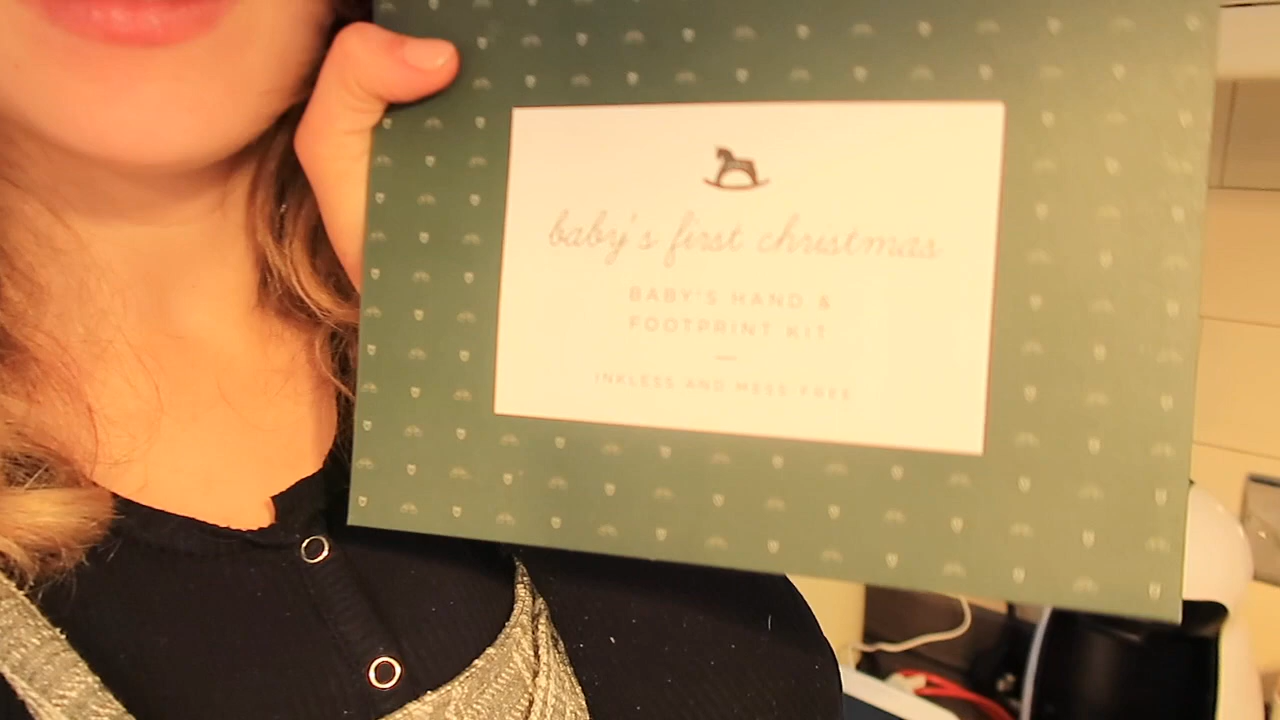 baby's first christmas
BABY'S HAND &
FOOTPRINT KIT
INKLESS AND MESS FREE